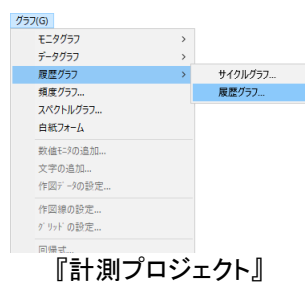 グラフ(G)
モニタグラフ >
データグラフ >
履歴グラフ > サイクルグラフ...
頻度グラフ... 履歴グラフ...
スペクトルグラフ...
白紙フォーム
数値ﾓﾆﾀの追加...
文字の追加...
作図ﾃﾞｰﾀの設定...
作図線の設定...
ｸﾞﾘｯﾄﾞの設定...
回帰式...
『計測プロジェクト』